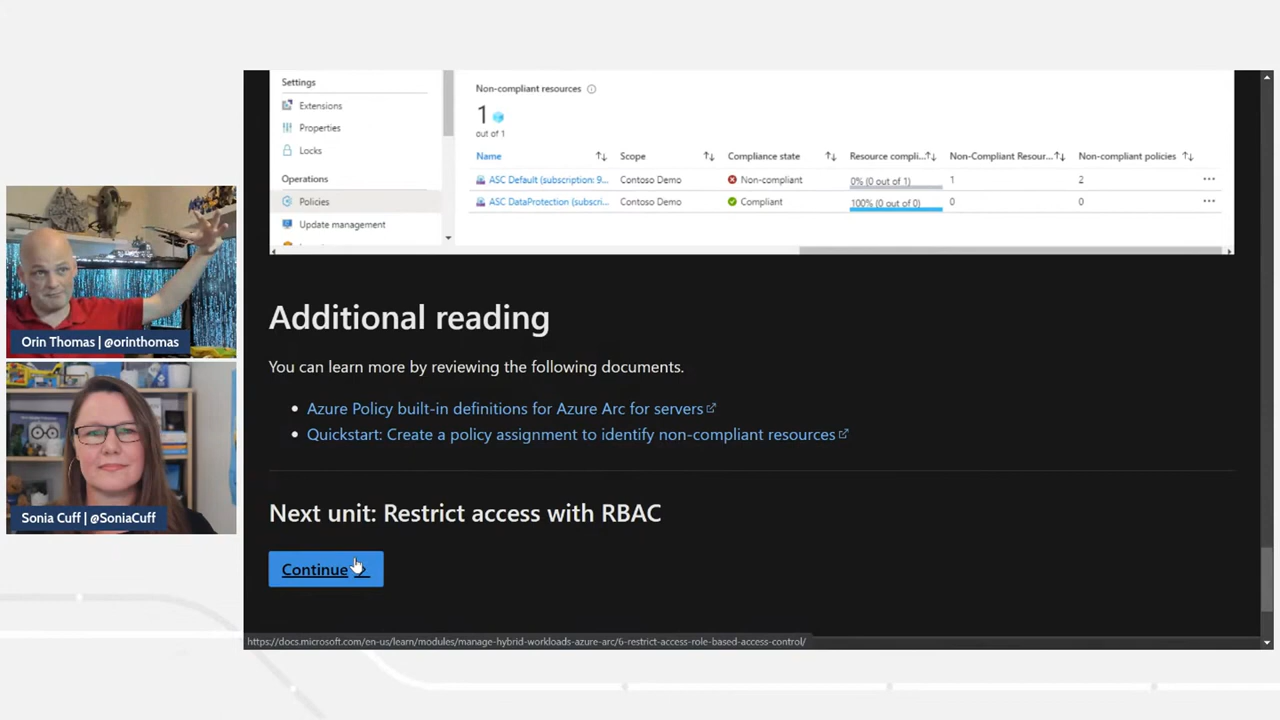 Settings
Extensions
Properties
Locks
Operations
Policies
Update management
Non-compliant resources
1
out of 1
Name Scope Compliance state Resource compli... Non-Compliant Resour... Non-compliant policies
ASC Default (subscription: 9... Contoso Demo Non-compliant 0% (0 out of 1) 1 2 ...
ASC DataProtection (subscri... Contoso Demo Compliant 100% (0 out of 0) 0 0 ...
Orin Thomas | @orinthomas
Sonia Cuff | @SoniaCuff
Additional reading
You can learn more by reviewing the following documents.
Azure Policy built-in definitions for Azure Arc for servers
Quickstart: Create a policy assignment to identify non-compliant resources
Next unit: Restrict access with RBAC
Continue
https://docs.microsoft.com/en-us/learn/modules/manage-hybrid-workloads-azure-arc/6-restrict-access-role-based-access-control/